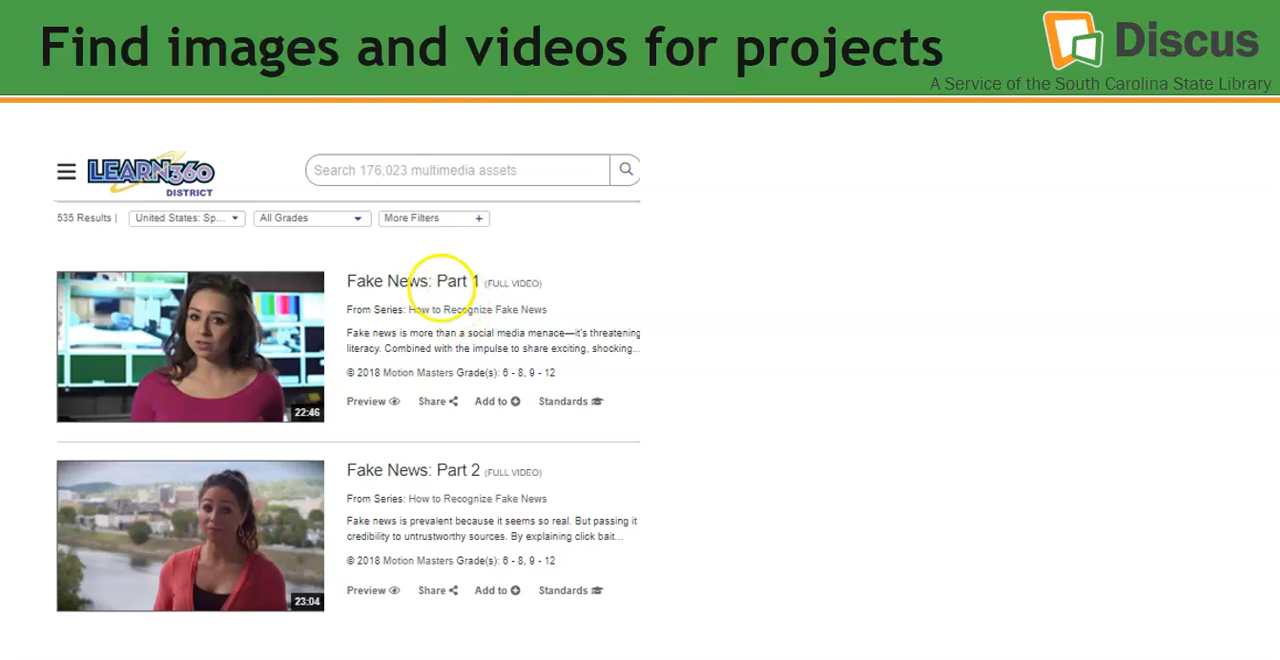 Find images and videos for projects
Discus
A Service of the South Carolina State Library
LEARN360
DISTRICT
Search 176,023 multimedia assets
535 Results |
United States: Sp...
All Grades
More Filters +
Fake News: Part 1 (FULL VIDEO)
From Series: How to Recognize Fake News
Fake news is more than a social media menace—it's threatening
literacy. Combined with the impulse to share exciting, shocking...
© 2018 Motion Masters Grade(s): 6 - 8, 9 - 12
Preview Share Add to Standards
22:46
Fake News: Part 2 (FULL VIDEO)
From Series: How to Recognize Fake News
Fake news is prevalent because it seems so real. But passing it
credibility to untrustworthy sources. By explaining click bait...
© 2018 Motion Masters Grade(s): 6 - 8, 9 - 12
Preview Share Add to Standards
23:04